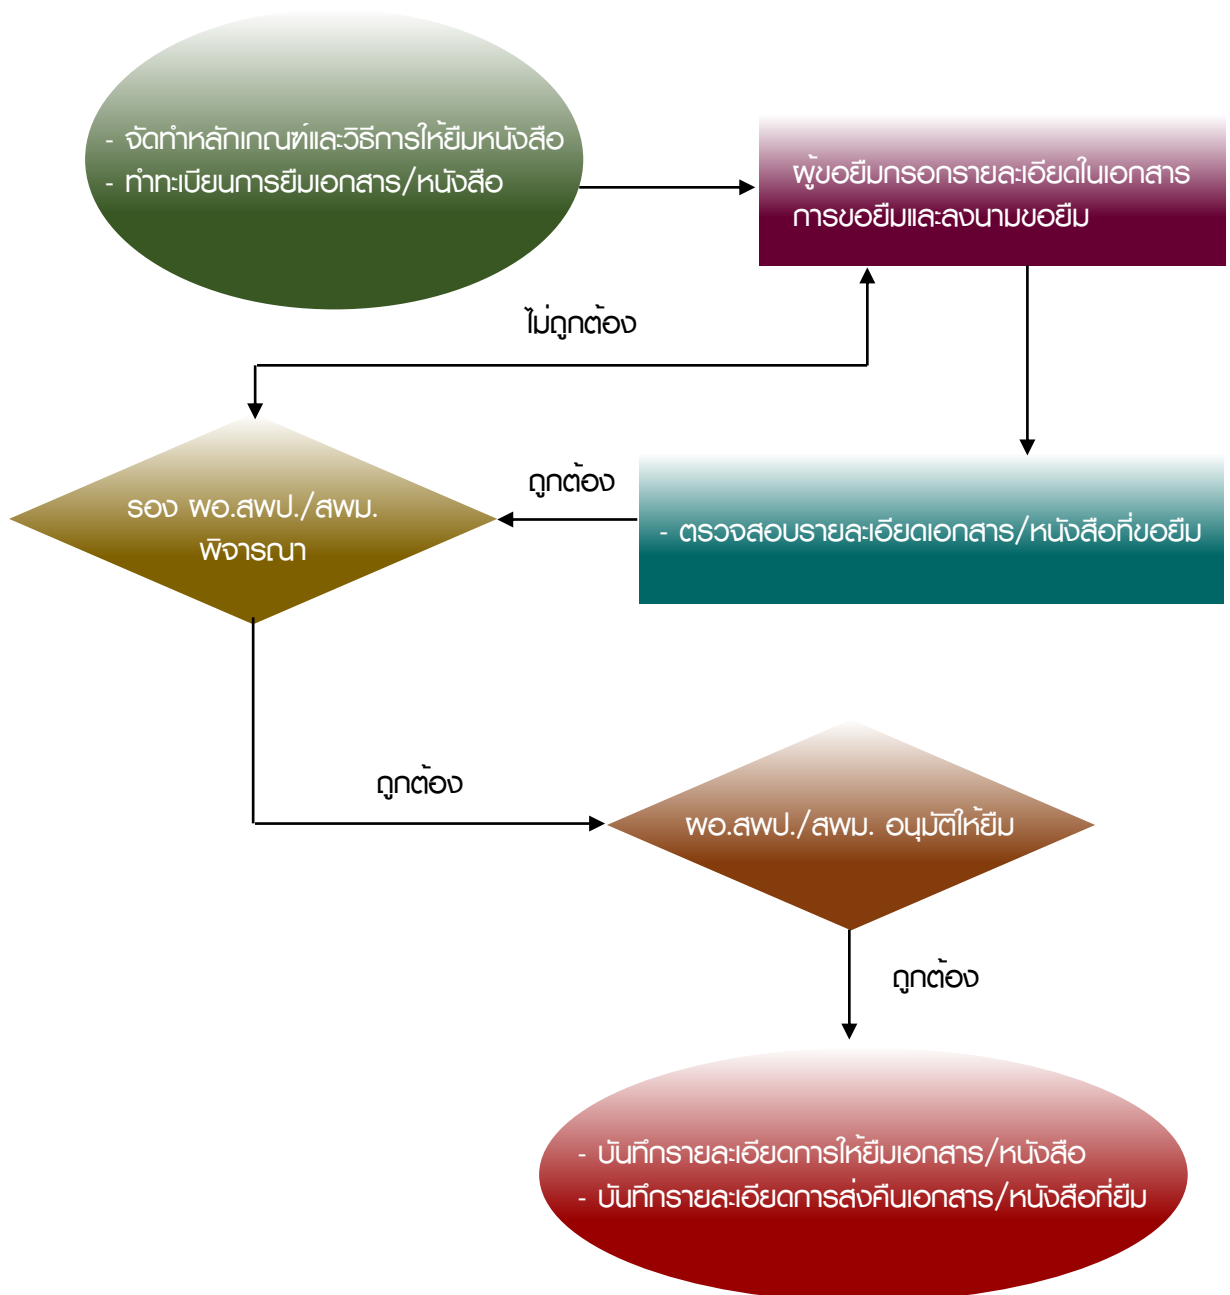 - จัดทำหลักเกณฑ์และวิธีการให้ยืมหนังสือ
- ทำทะเบียนการยืมเอกสาร/หนังสือ
ผู้ขอยืมกรอกรายละเอียดในเอกสาร
การขอยืมและลงนามขอยืม
ไม่ถูกต้อง
รอง ผอ.สพป./สพม.
พิจารณา
ถูกต้อง
- ตรวจสอบรายละเอียดเอกสาร/หนังสือที่ขอยืม
ถูกต้อง
ผอ.สพป./สพม. อนุมัติให้ยืม
ถูกต้อง
- บันทึกรายละเอียดการให้ยืมเอกสาร/หนังสือ
- บันทึกรายละเอียดการส่งคืนเอกสาร/หนังสือที่ยืม